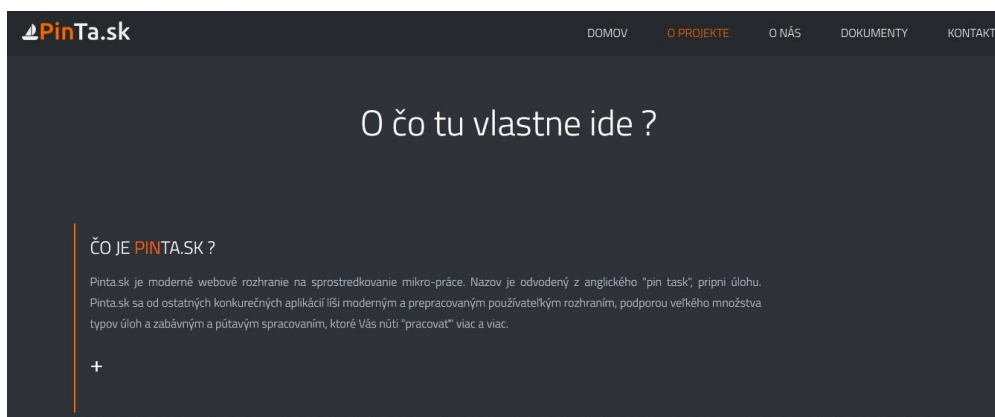 PinTa.sk
DOMOV
O PROJEKTE
O NÁS
DOKUMENTY
KONTAKT
O čo tu vlastne ide ?
ČO JE PINTA.SK ?
Pinta.sk je moderné webové rozhranie na sprostredkovanie mikro-práce. Nazov je odvodený z anglického "pin task", pripni úlohu.
Pinta.sk sa od ostatných konkurečných aplikácií líši moderným a prepracovaným používateľkým rozhraním, podporou veľkého množstva
typov úloh a zabávným a pútavým spracovaním, ktoré Vás núti "pracovať" viac a viac.
+